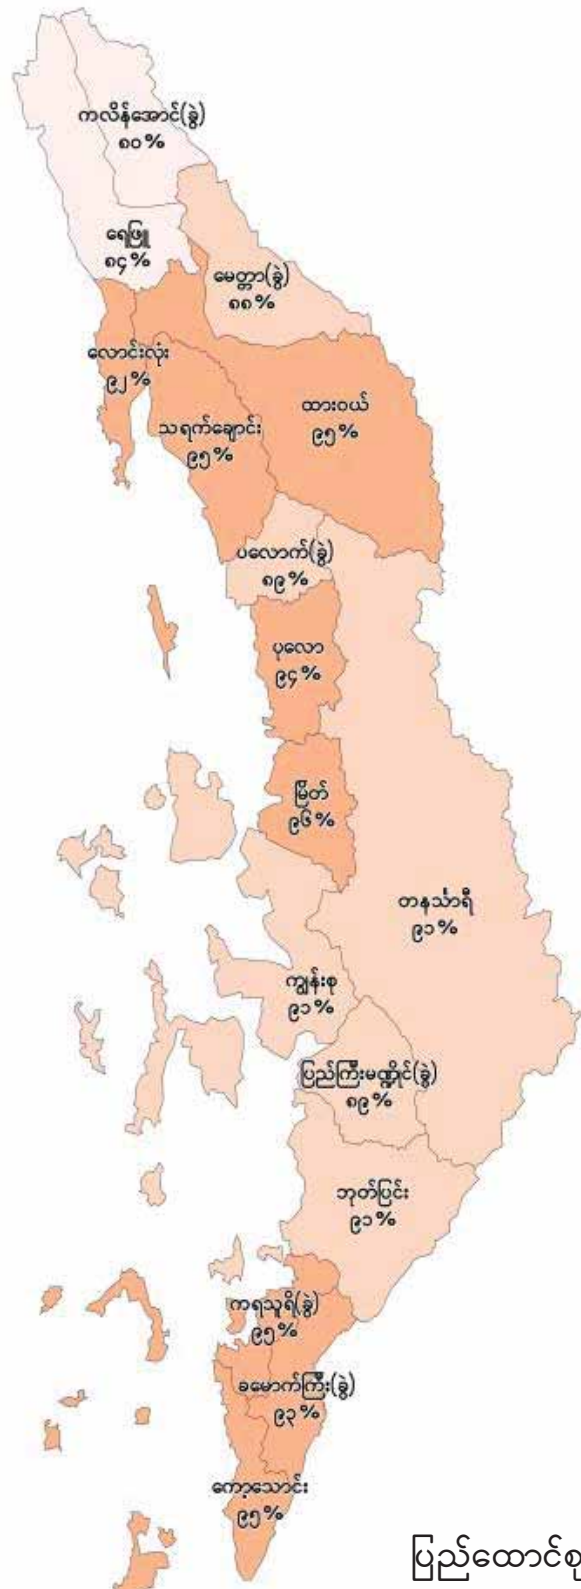 ကလိန်အောင်(ခွဲ)
၈၀%
ရေဖြူ
၈၄%
မေတ္တာ(ခွဲ)
၈၈%
လောင်းလုံး
၉၂%
ထားဝယ်
၉၅%
သရက်ချောင်း
၉၅%
ပလောက်(ခွဲ)
၈၉%
ပုလော
၉၄%
မြိတ်
၉၆%
တနင်္သာရီ
၉၁%
ကျွန်းစု
၉၁%
ပြည်ကြီးမဏ္ဍိုင်(ခွဲ)
၈၉%
ဘုတ်ပြင်း
၉၁%
ကရသူရိ(ခွဲ)
၉၅%
ခမောက်ကြီး(ခွဲ)
၉၃%
ကော့သောင်း
၉၅%
ပြည်ထောင်စု